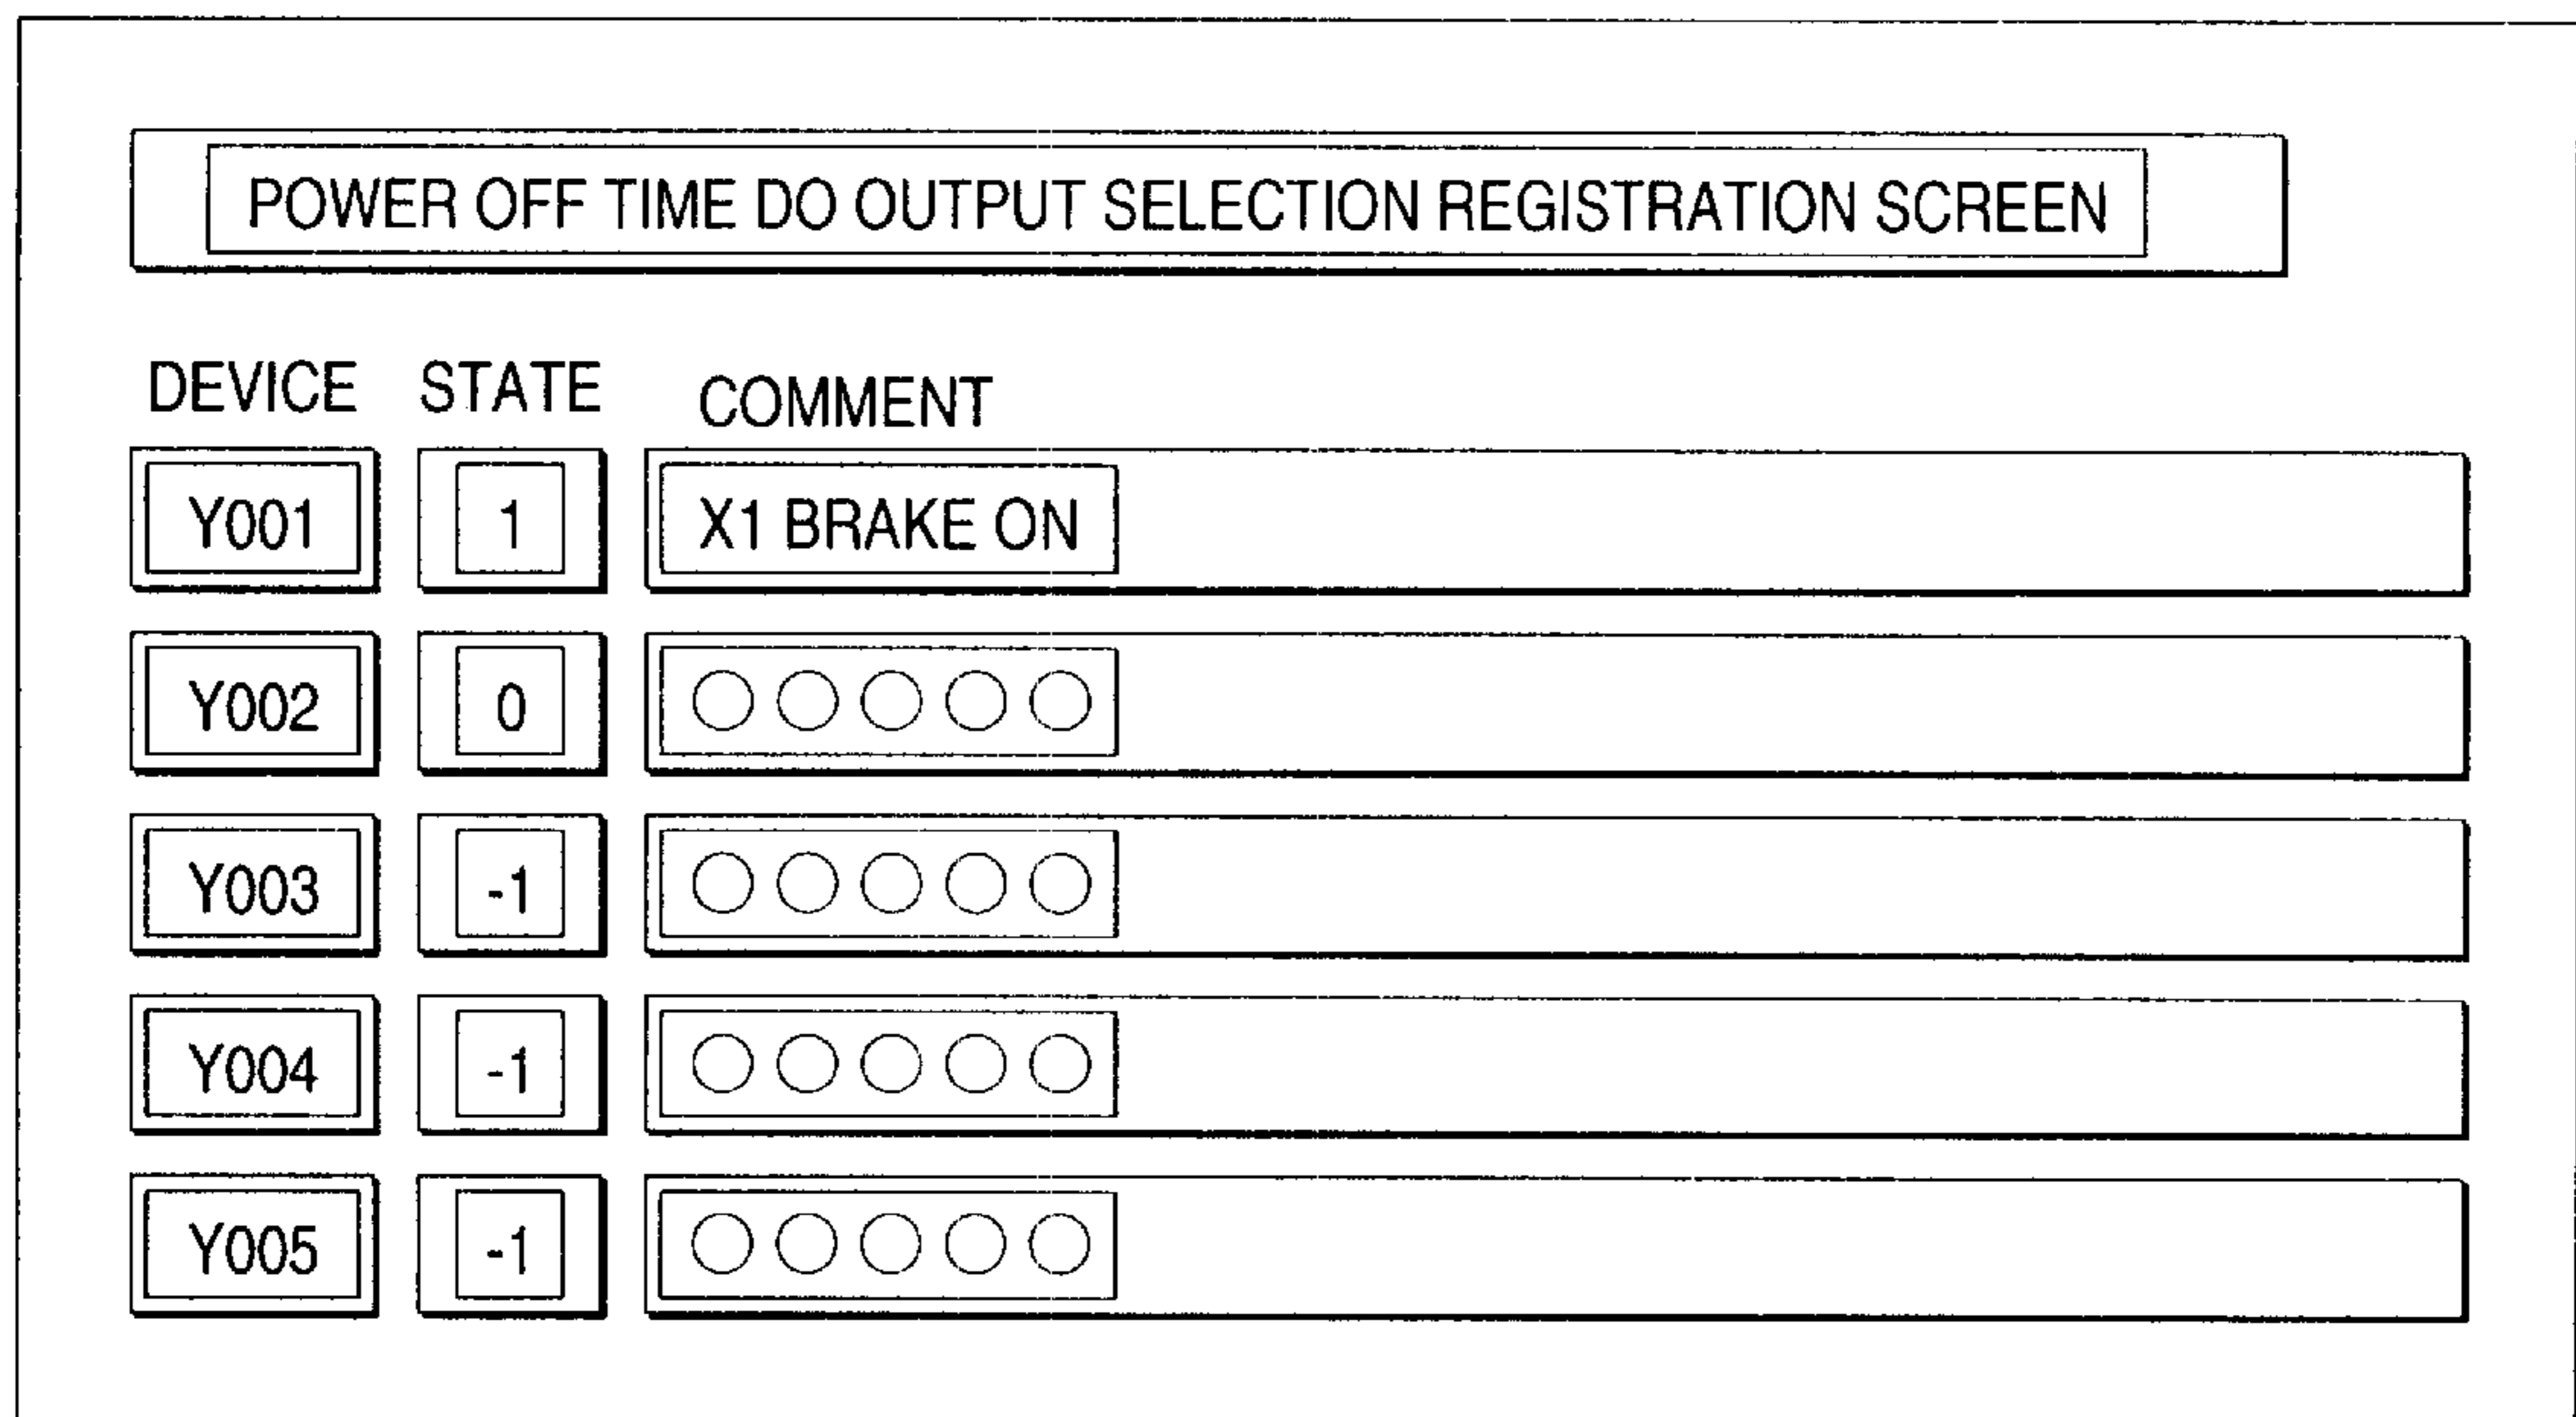 POWER OFF TIME DO OUTPUT SELECTION REGISTRATION SCREEN
DEVICE STATE COMMENT
Y001 1 X1 BRAKE ON
Y002 0 ○○○○○
Y003 -1 ○○○○○
Y004 -1 ○○○○○
Y005 -1 ○○○○○